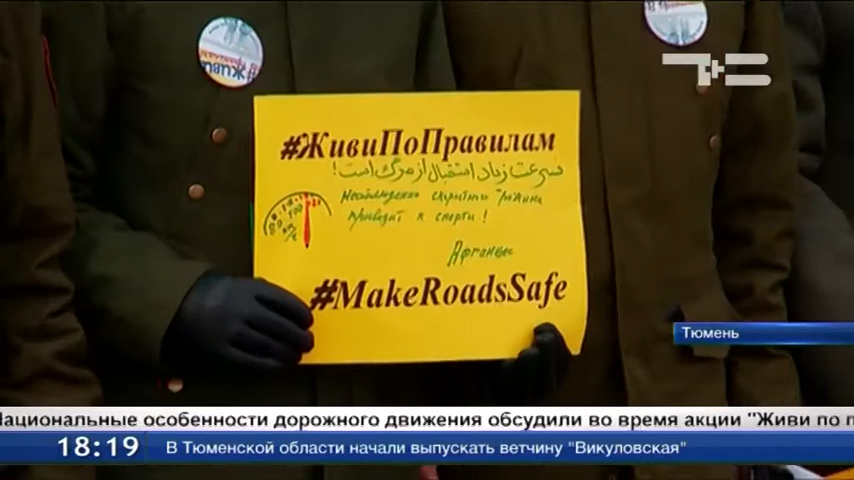 #ЖивиПоПравилам
سرعت زیاد استقبال از مرگ است!
Несоблюдение скоростного режима
приводит к смерти!
Афганистан
#MakeRoadsSafe
Тюмень
Национальные особенности дорожного движения обсудили во время акции "Живи по п
18:19 В Тюменской области начали выпускать ветчину "Викуловская"